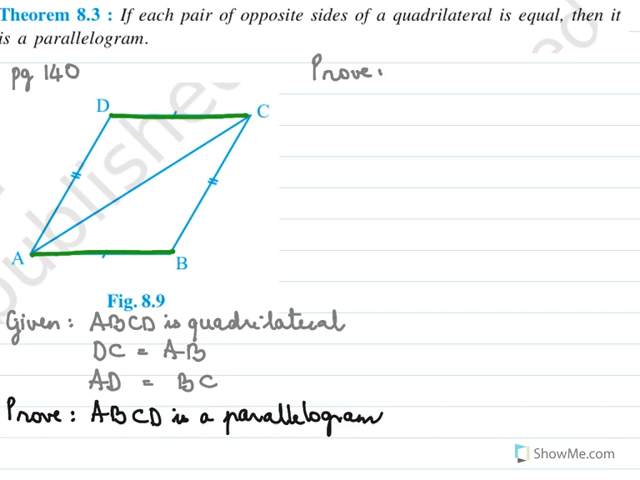 Theorem 8.3 : If each pair of opposite sides of a quadrilateral is equal, then it
is a parallelogram.
pg 140
Prove.
D
C
A
B
Fig. 8.9
Given: ABCD is quadrilateral
DC = AB
AD = BC
Prove: ABCD is a parallelogram
ShowMe.com